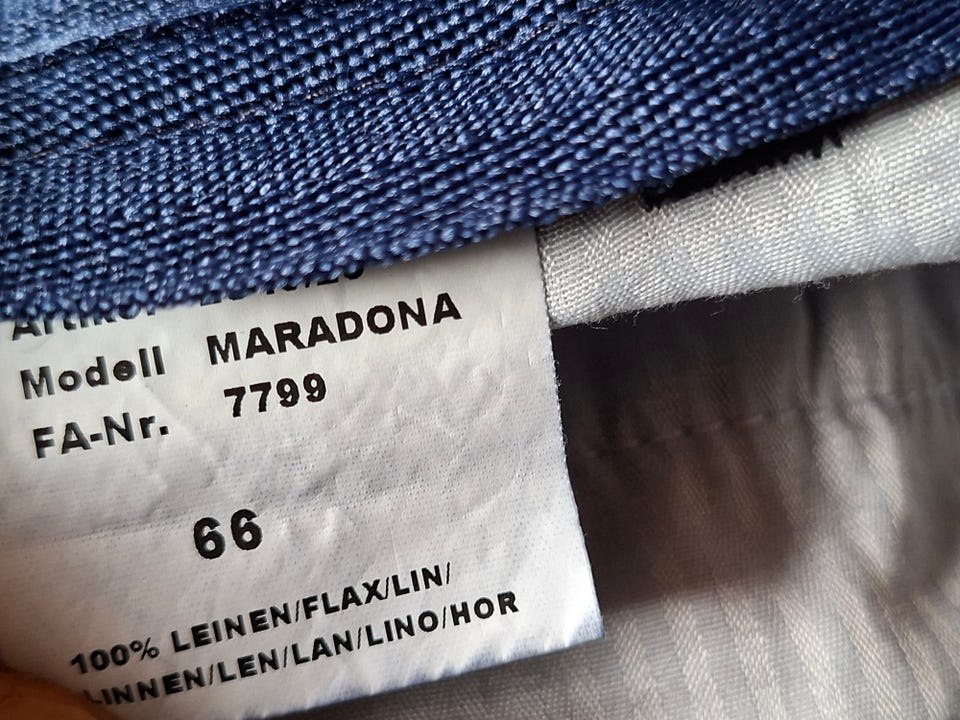 Modell MARADONA
FA-Nr. 7799
66
100% LEINEN/FLAX/LIN/
LINNEN/LEN/LAN/LINO/HOR